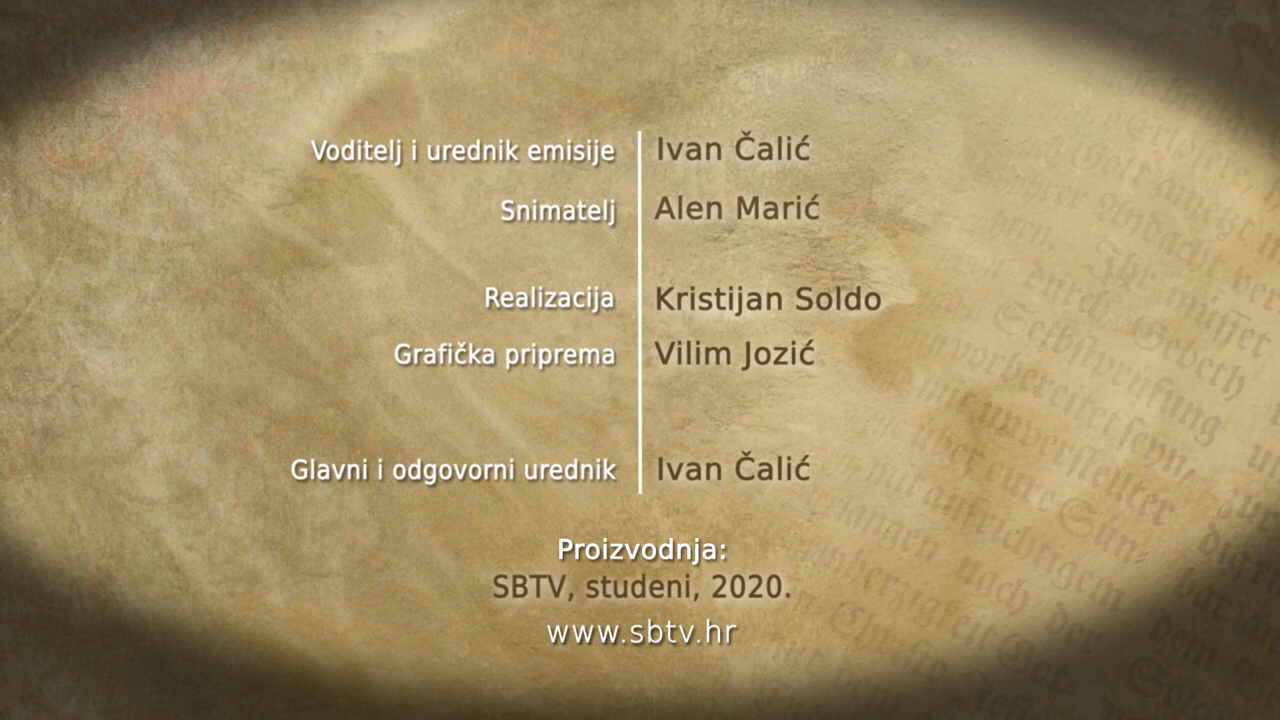 Voditelj i urednik emisije Ivan Čalić
Snimatelj Alen Marić
Realizacija Kristijan Soldo
Grafička priprema Vilim Jozić
Glavni i odgovorni urednik Ivan Čalić
Proizvodnja:
SBTV, studeni, 2020.
www.sbtv.hr